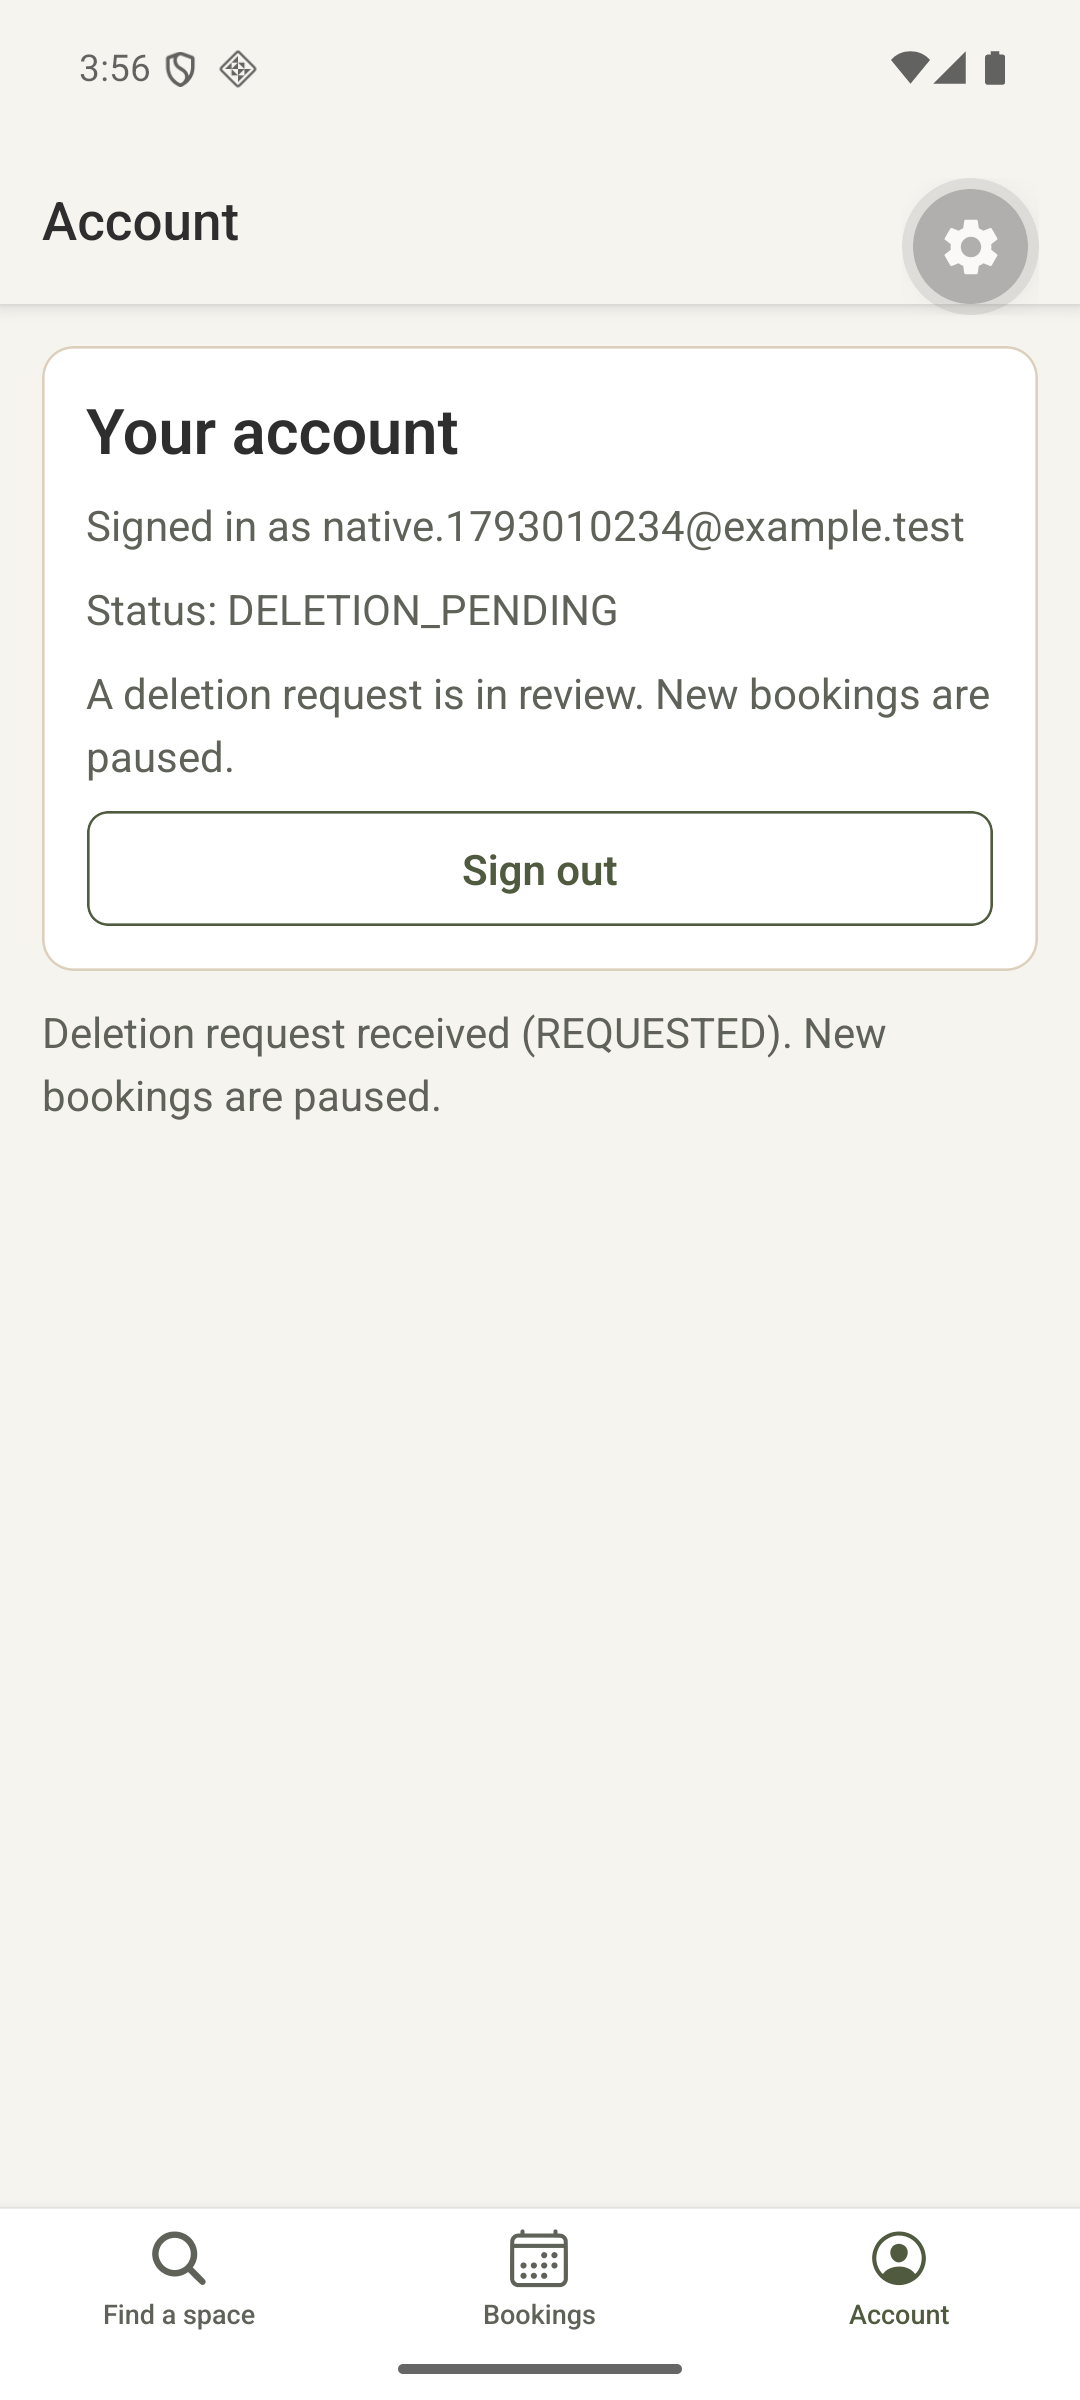 3:56
Account
Your account
Signed in as native.1793010234@example.test
Status: DELETION_PENDING
A deletion request is in review. New bookings are
paused.
Sign out
Deletion request received (REQUESTED). New
bookings are paused.
Find a space
Bookings
Account